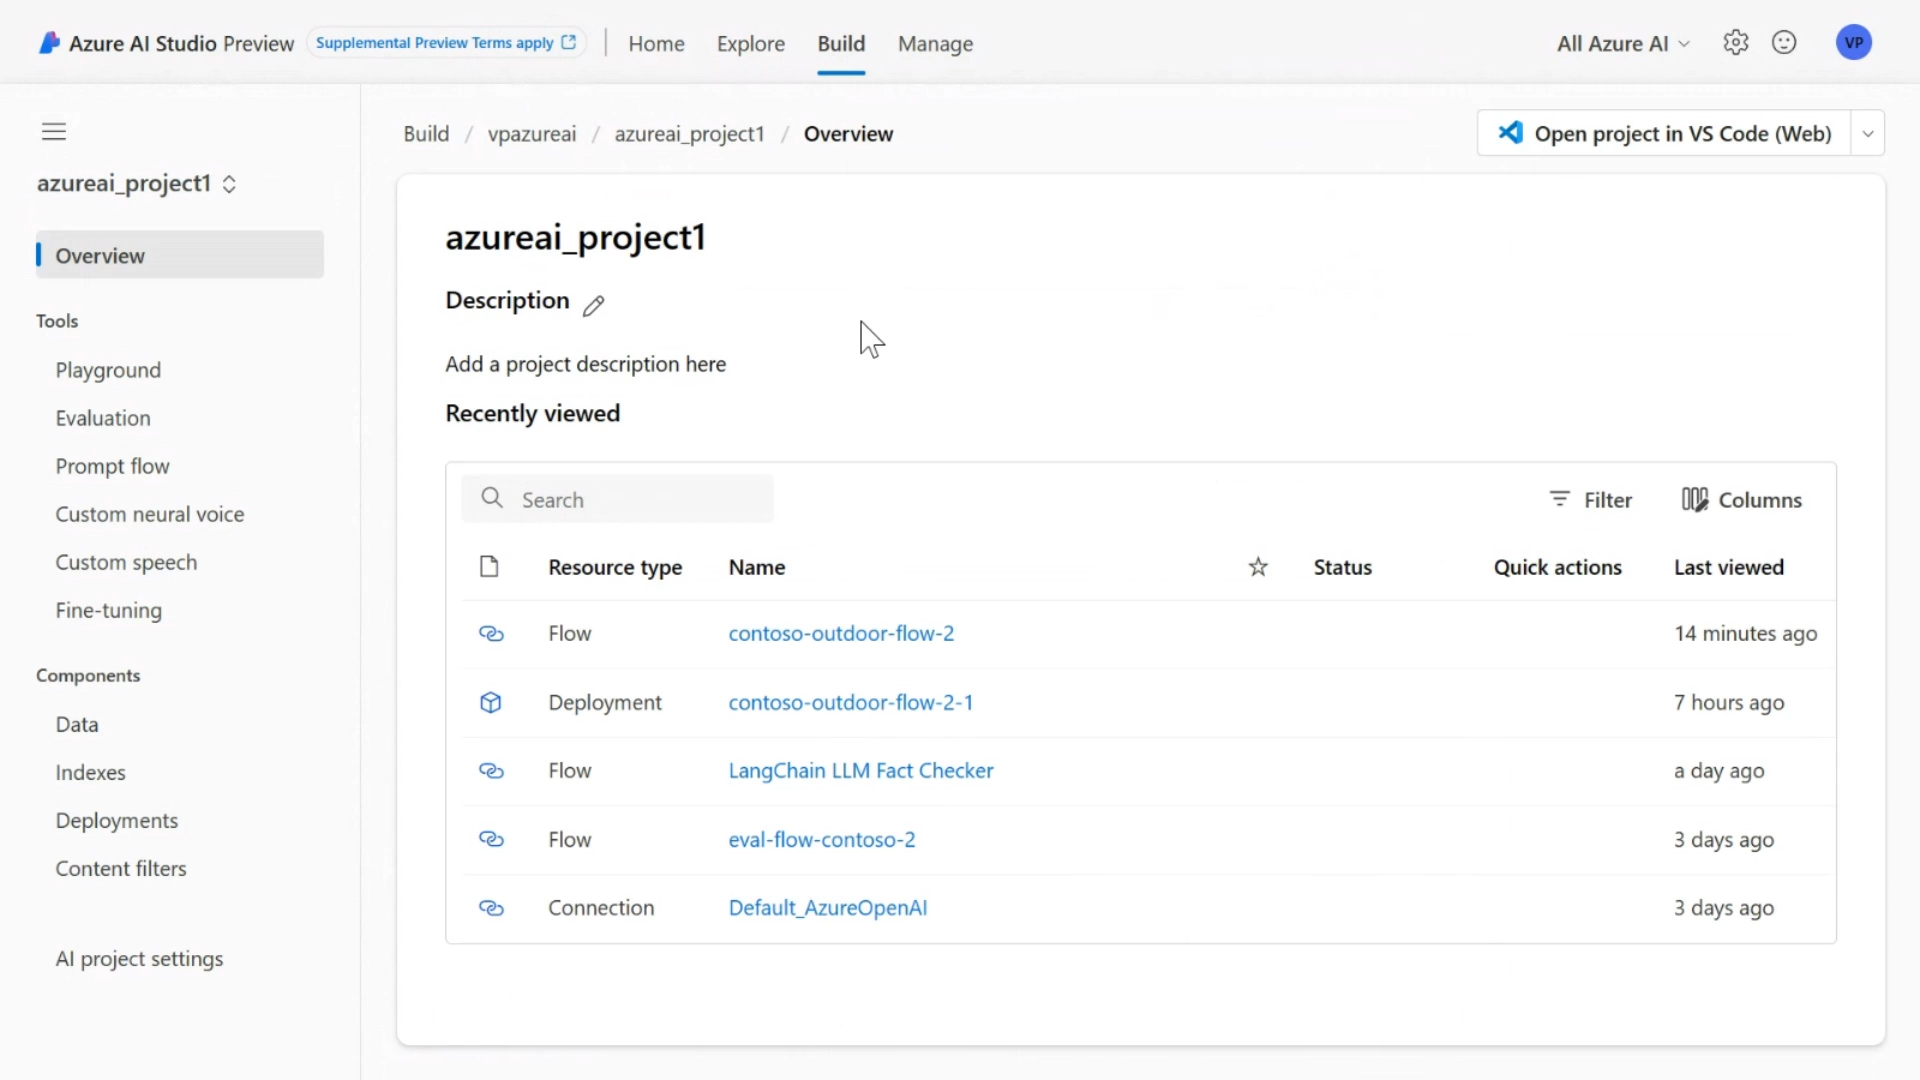 Azure AI Studio Preview Supplemental Preview Terms apply Home Explore Build Manage All Azure AI VP
Build / vpazureai / azureai_project1 / Overview Open project in VS Code (Web)
azureai_project1
Overview
Tools
Playground
Evaluation
Prompt flow
Custom neural voice
Custom speech
Fine-tuning
Components
Data
Indexes
Deployments
Content filters
AI project settings
azureai_project1
Description
Add a project description here
Recently viewed
Search Filter Columns
Resource type Name Status Quick actions Last viewed
Flow contoso-outdoor-flow-2 14 minutes ago
Deployment contoso-outdoor-flow-2-1 7 hours ago
Flow LangChain LLM Fact Checker a day ago
Flow eval-flow-contoso-2 3 days ago
Connection Default_AzureOpenAI 3 days ago